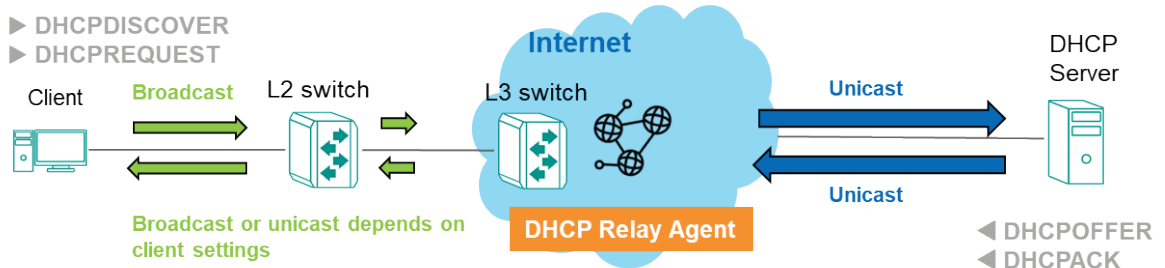 ▶ DHCPDISCOVER
▶ DHCPREQUEST
Client
Broadcast
L2 switch
Internet
L3 switch
Unicast
DHCP
Server
Broadcast or unicast depends on
client settings
DHCP Relay Agent
Unicast
◀ DHCPOFFER
◀ DHCPACK